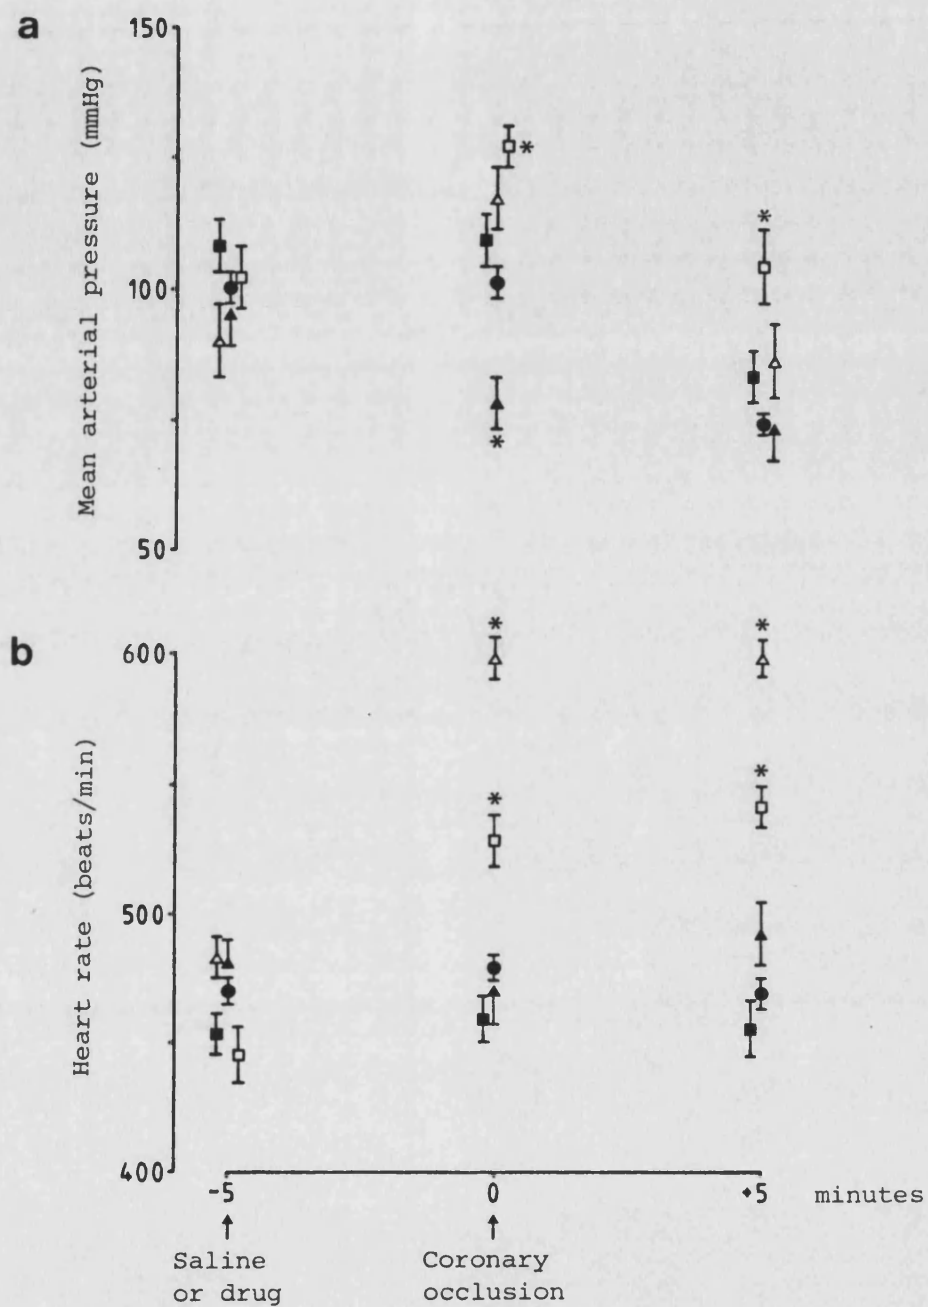 a
150
100
50
Mean arterial pressure (mmHg)
*
*
*
b
600
500
400
Heart rate (beats/min)
*
*
*
*
-5
0
+5
minutes
Saline
or drug
Coronary
occlusion